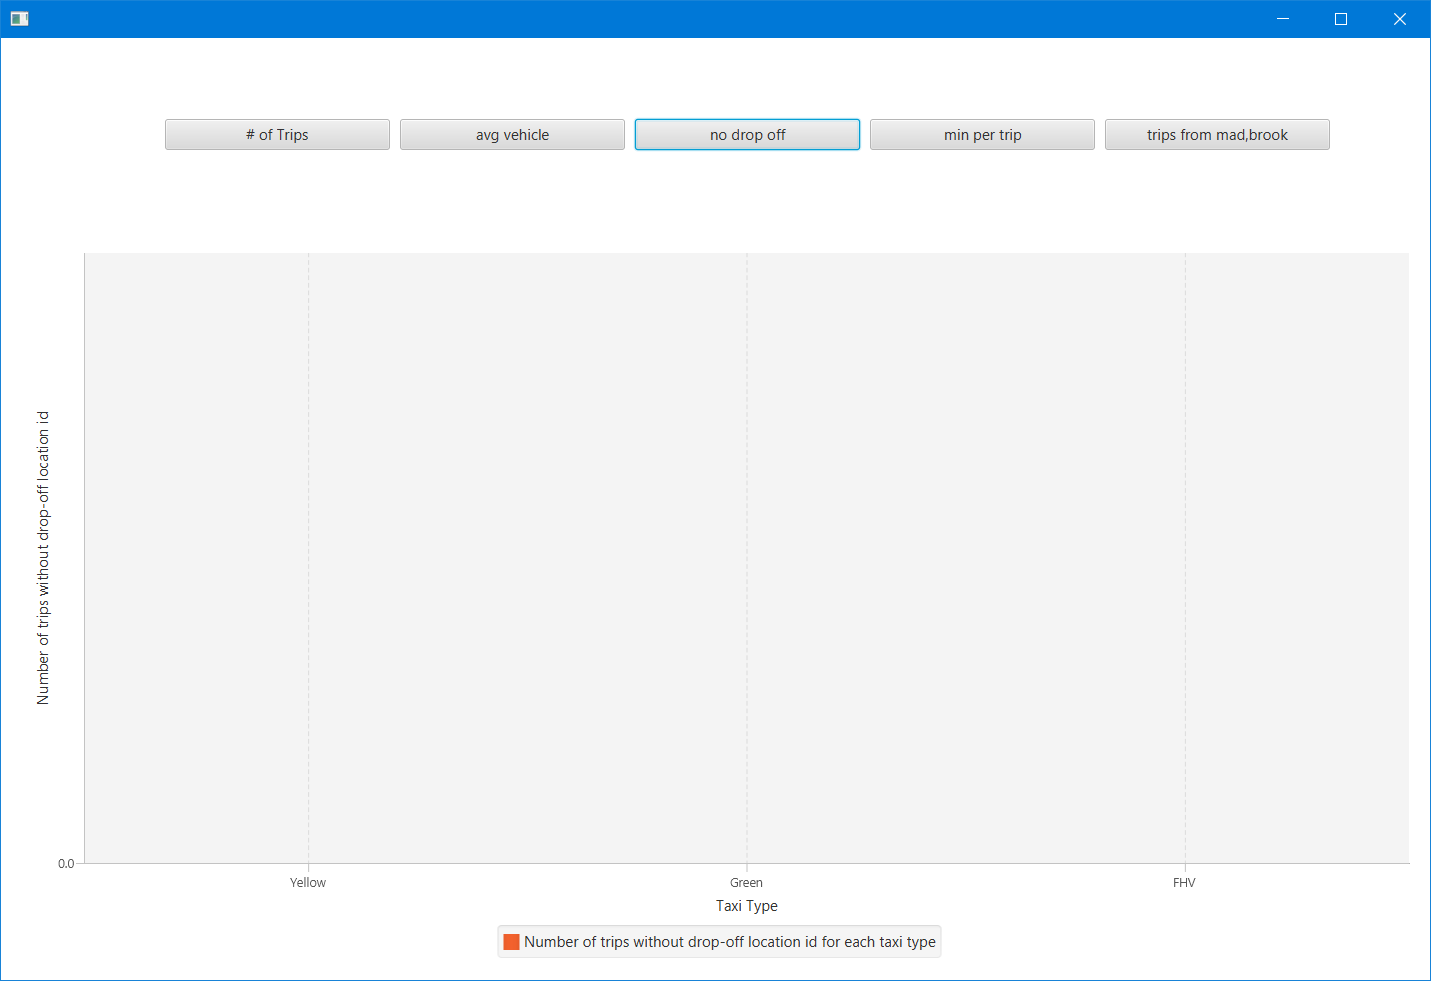 # of Trips
avg vehicle
no drop off
min per trip
trips from mad,brook
Number of trips without drop-off location id
0.0
Yellow
Green
FHV
Taxi Type
Number of trips without drop-off location id for each taxi type